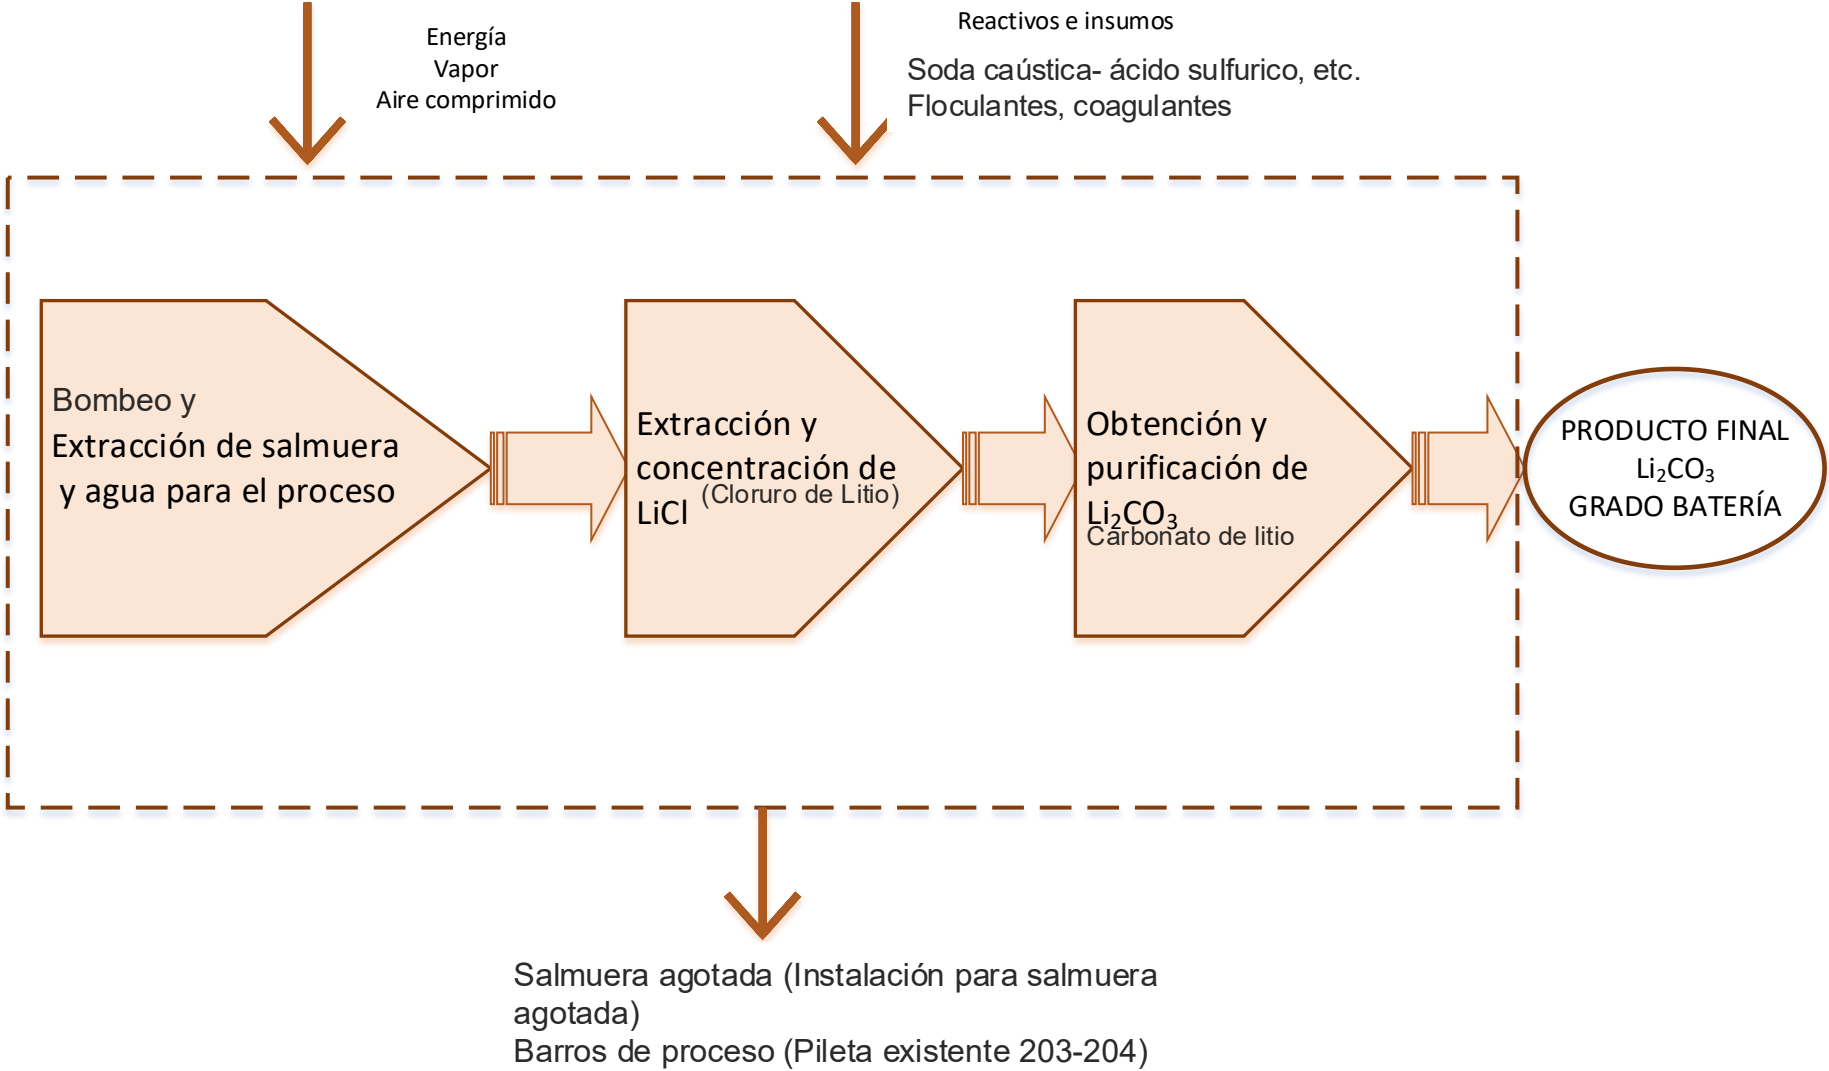 Energía
Vapor
Aire comprimido
Reactivos e insumos
Soda caústica- ácido sulfurico, etc.
Floculantes, coagulantes
Bombeo y
Extracción de salmuera
y agua para el proceso
Extracción y
concentración de
LiCl (Cloruro de Litio)
Obtención y
purificación de
Li₂CO₃
Carbonato de litio
PRODUCTO FINAL
Li₂CO₃
GRADO BATERÍA
Salmuera agotada (Instalación para salmuera
agotada)
Barros de proceso (Pileta existente 203-204)